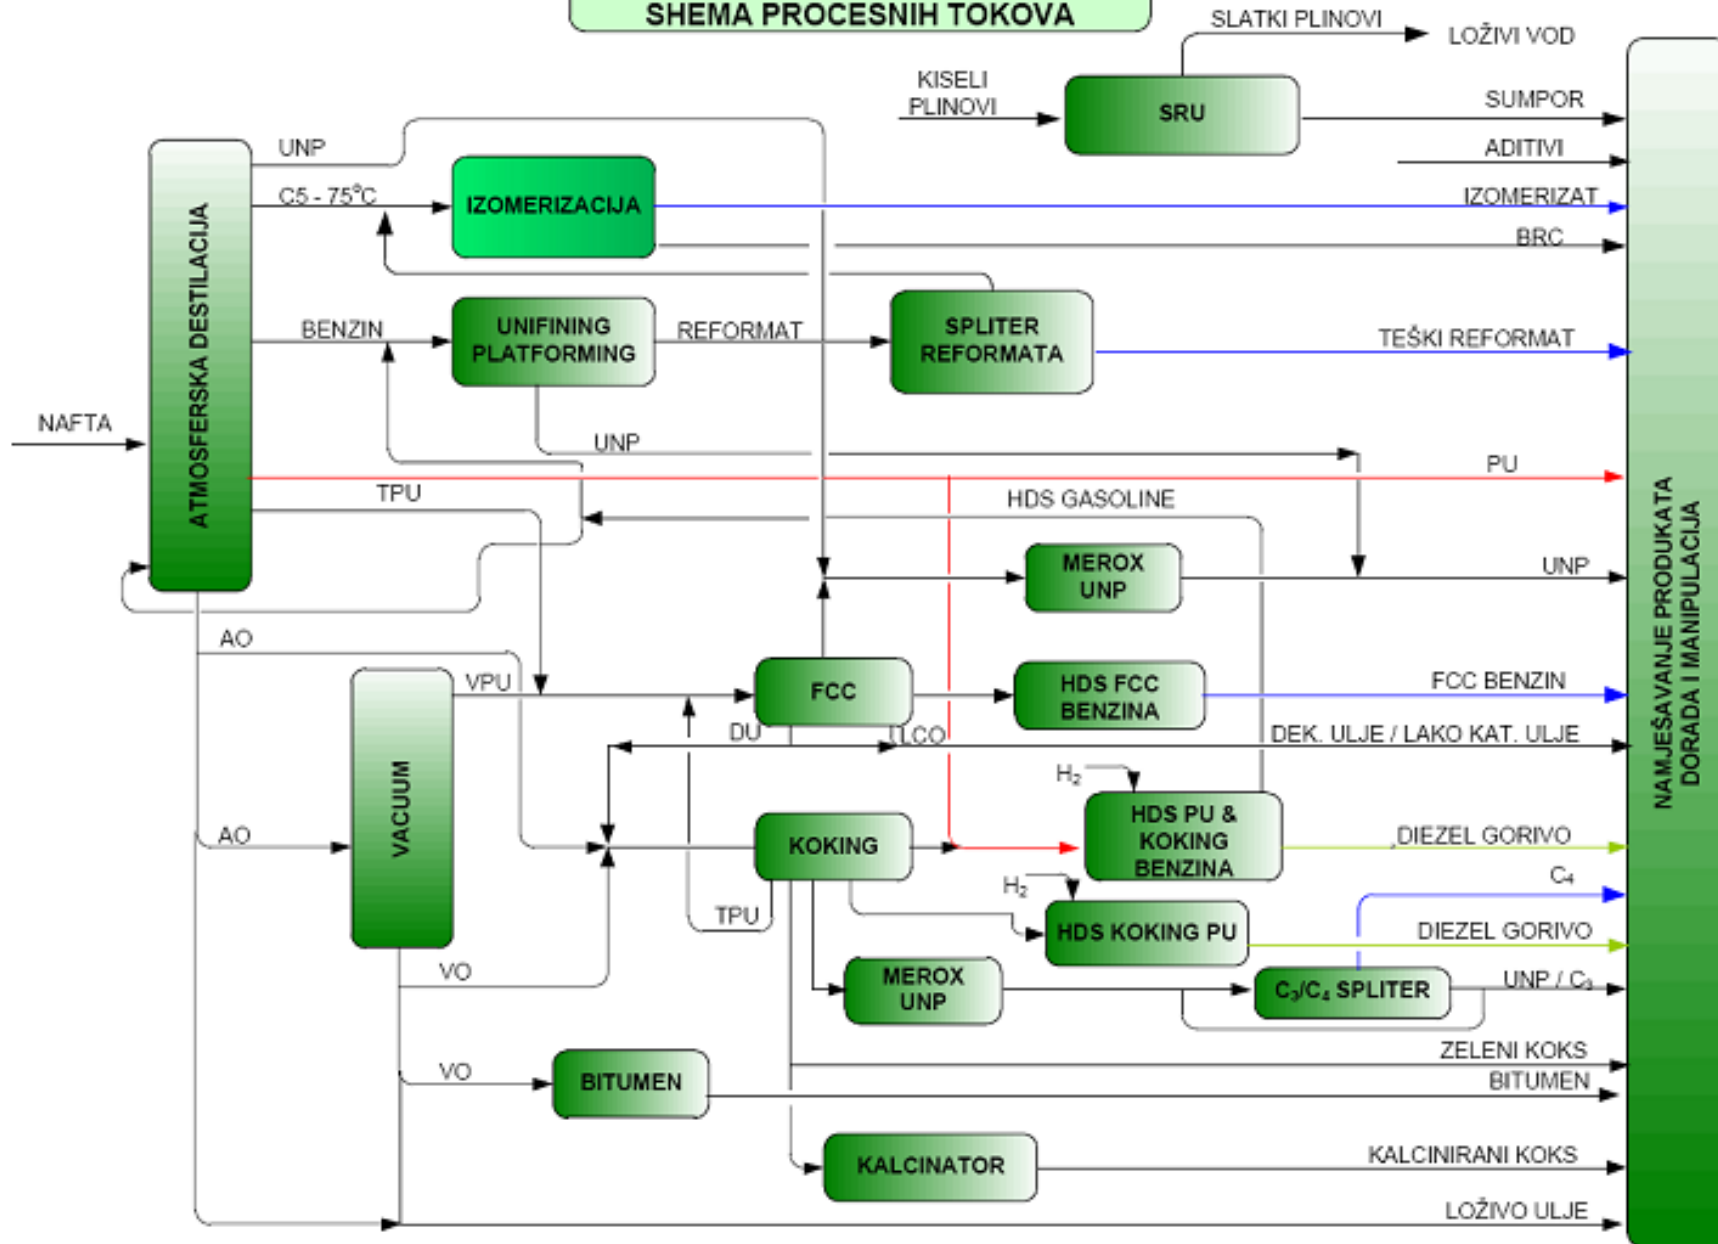 SHEMA PROCESNIH TOKOVA
SLATKI PLINOVI
LOŽIVI VOD
KISELI
PLINOVI
SRU
SUMPOR
ADITIVI
UNP
C5 - 75°C
IZOMERIZACIJA
IZOMERIZAT
BRC
ATMOSFERSKA DESTILACIJA
BENZIN
UNIFINING
PLATFORMING
REFORMAT
SPLITER
REFORMATA
TEŠKI REFORMAT
NAFTA
UNP
PU
TPU
HDS GASOLINE
MEROX
UNP
UNP
NAMJEŠAVANJE PRODUKATA
DORADA I MANIPULACIJA
AO
VPU
FCC
HDS FCC
BENZINA
FCC BENZIN
DU
LCO
DEK. ULJE / LAKO KAT. ULJE
VACUUM
H₂
HDS PU &
KOKING
BENZINA
DIEZEL GORIVO
AO
KOKING
C₄
H₂
TPU
HDS KOKING PU
DIEZEL GORIVO
VO
MEROX
UNP
C₃/C₄ SPLITER
UNP / C₃
ZELENI KOKS
VO
BITUMEN
BITUMEN
KALCINATOR
KALCINIRANI KOKS
LOŽIVO ULJE